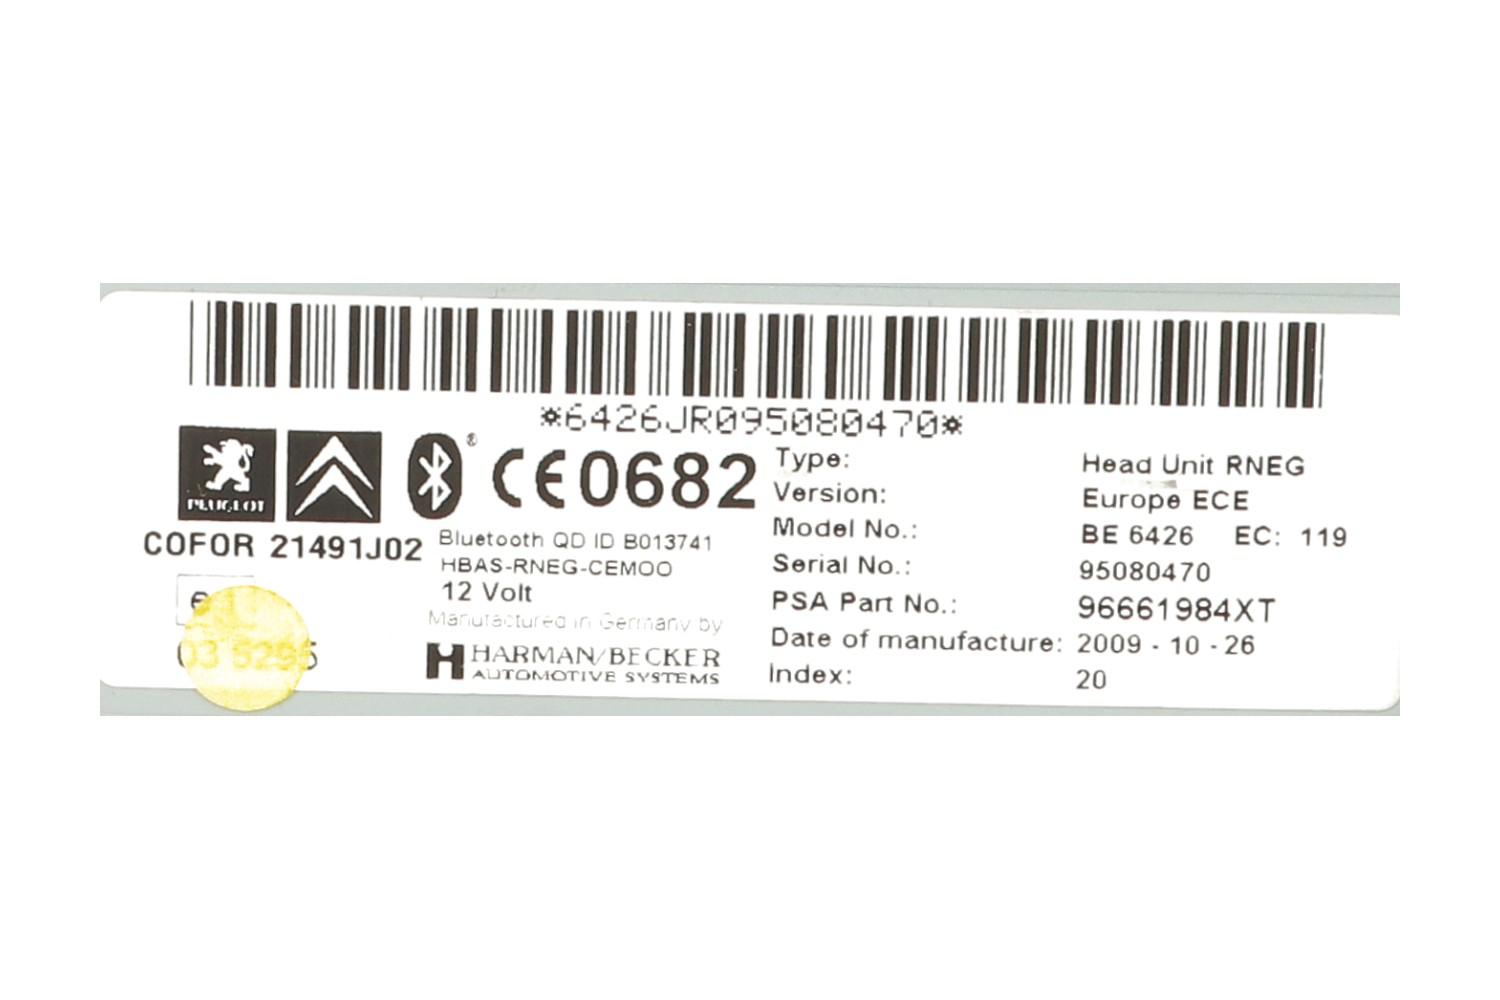 *6426JR095080470*
PEUGEOT
® CE0682
COFOR 21491J02
Bluetooth QD ID B013741
HBAS-RNEG-CEMOO
12 Volt
Manufactured in Germany by
HARMAN/BECKER
AUTOMOTIVE SYSTEMS
e
03 5295
Type: Head Unit RNEG
Version: Europe ECE
Model No.: BE 6426 EC: 119
Serial No.: 95080470
PSA Part No.: 96661984XT
Date of manufacture: 2009 - 10 - 26
Index: 20